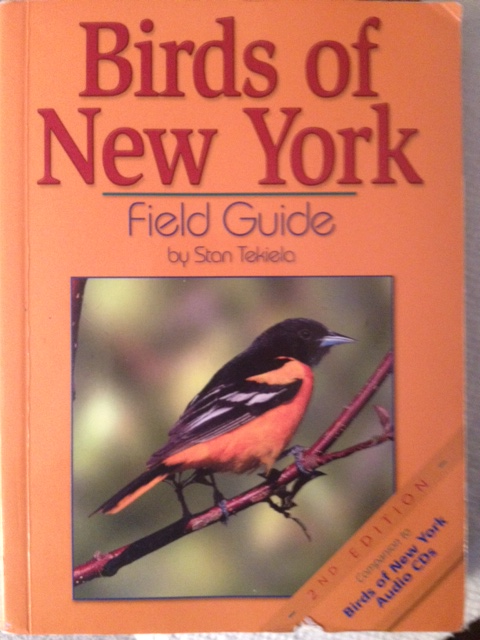 Birds of
New York
Field Guide
by Stan Tekiela
2ND EDITION
Companion to
Birds of New York
Audio CDs